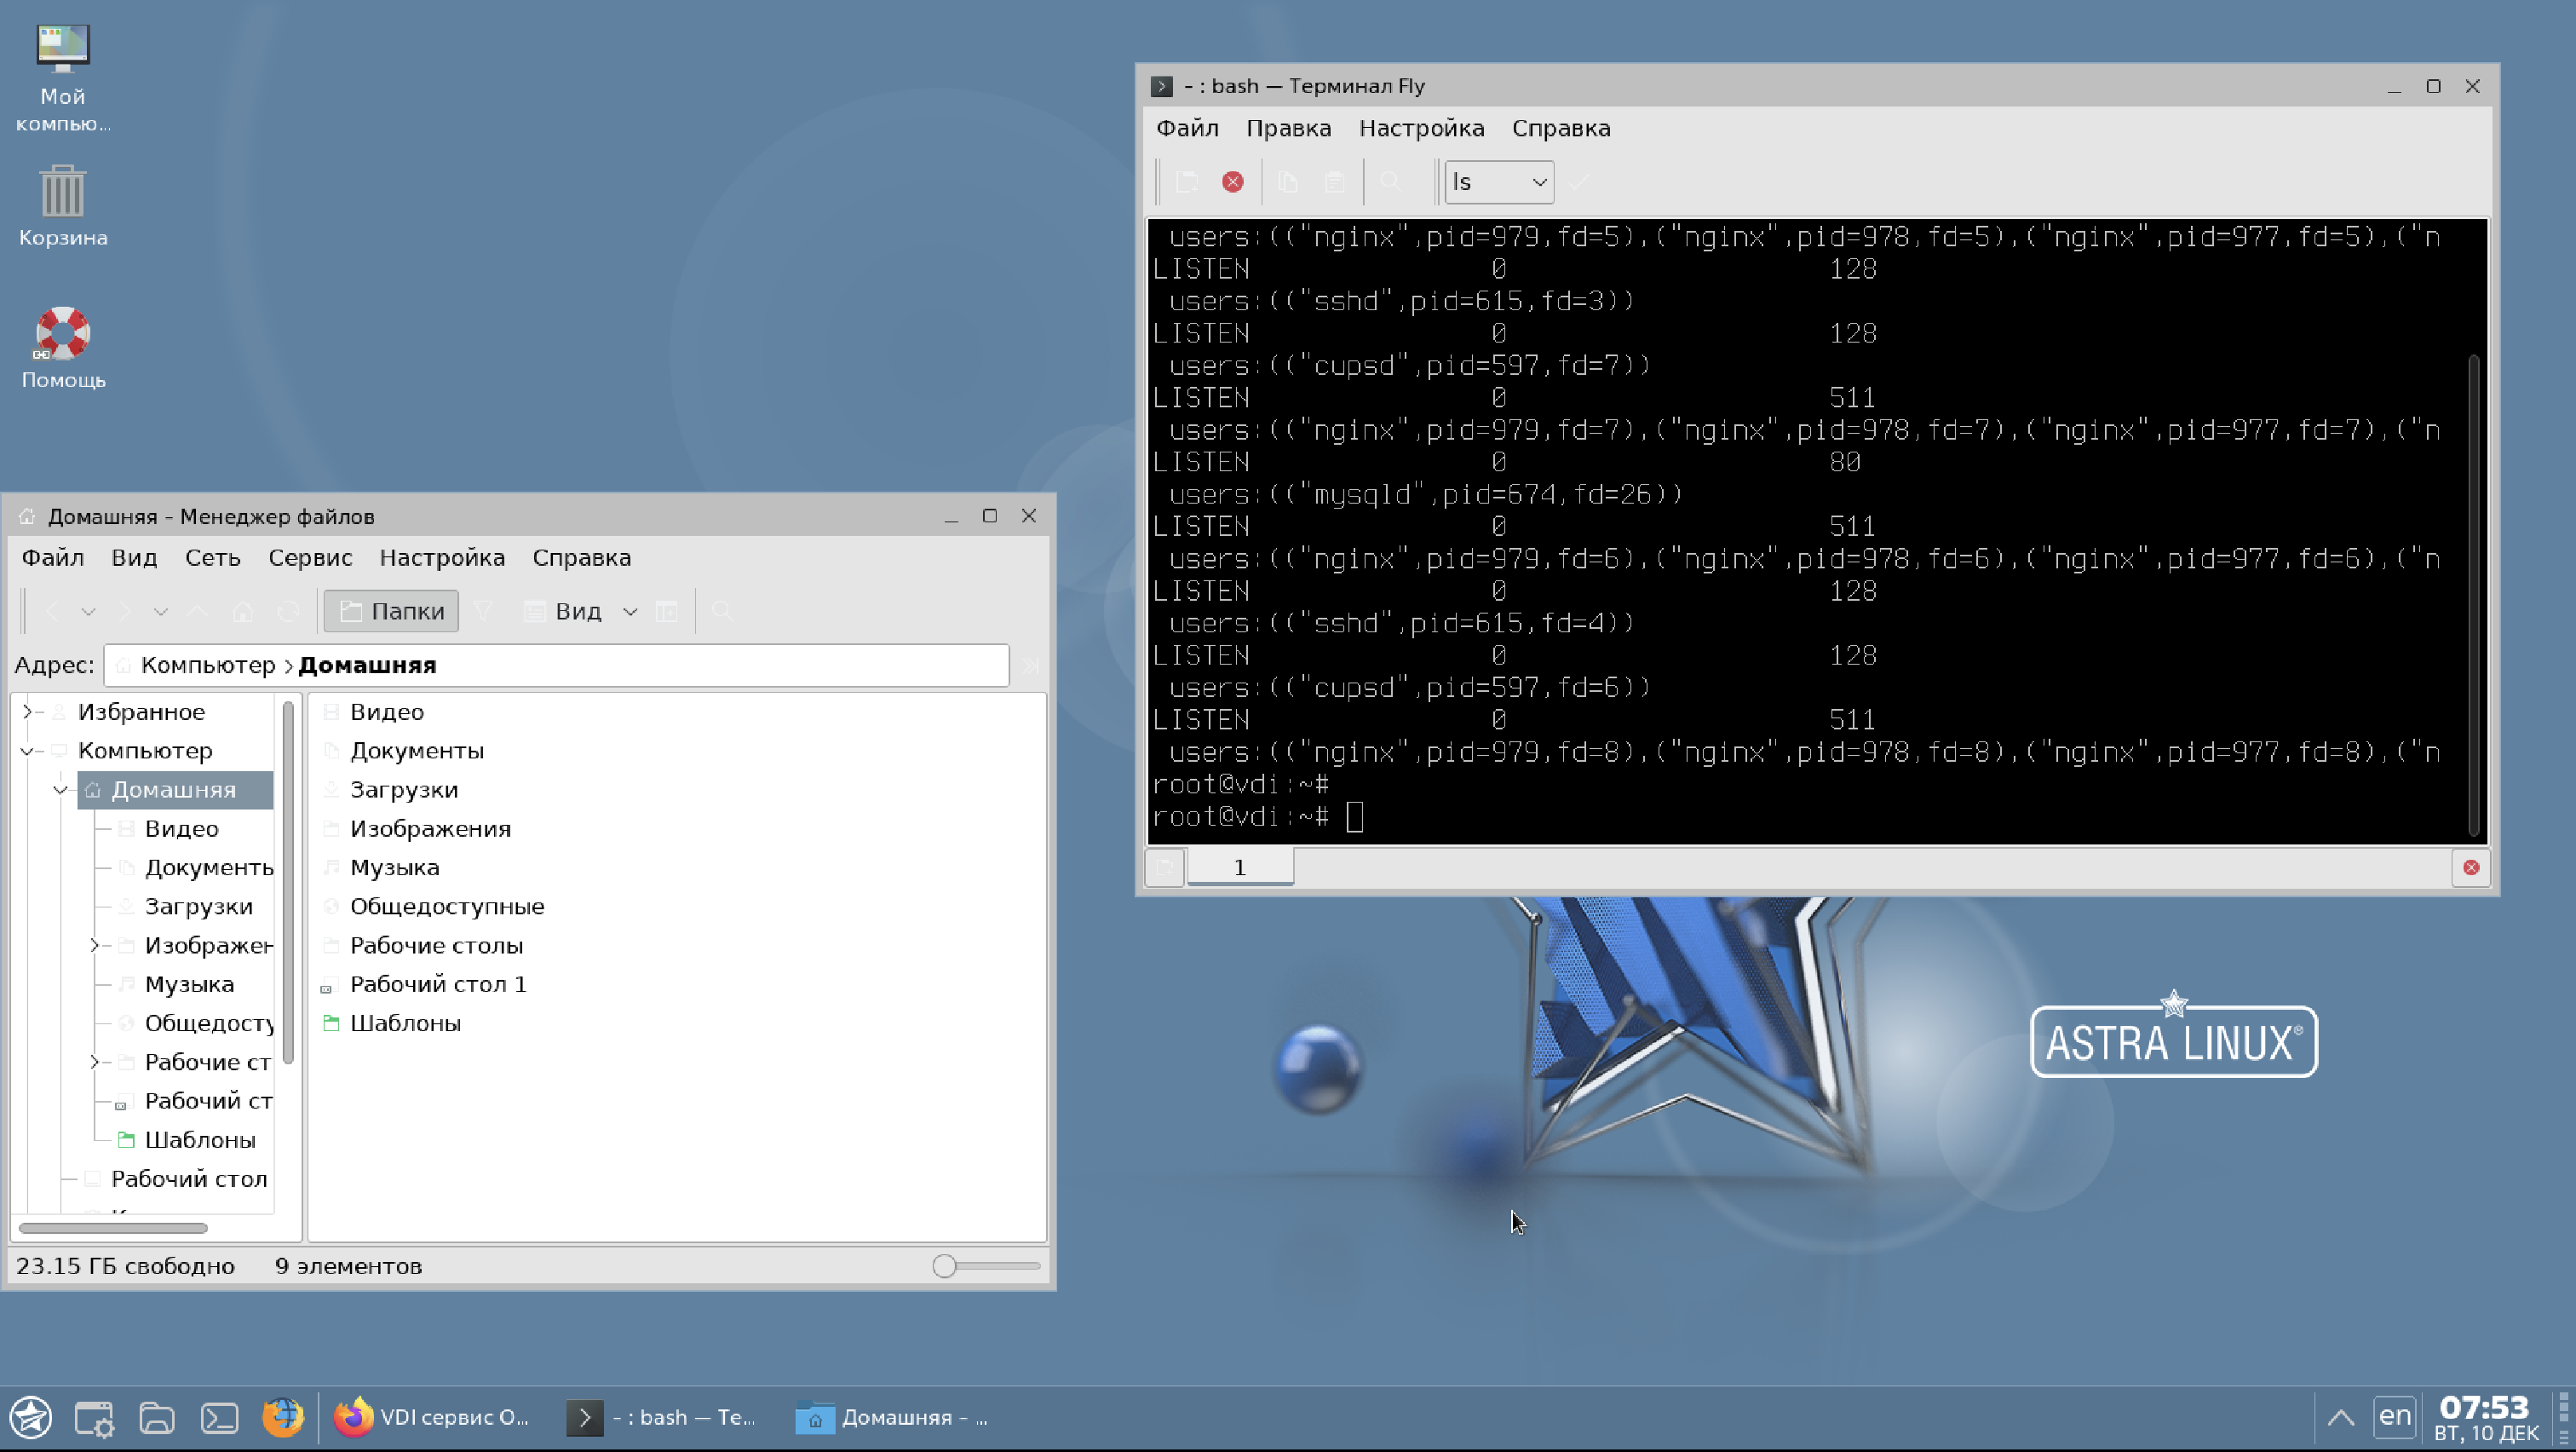 Мой
компью...
Корзина
Помощь
- : bash — Терминал Fly
Файл Правка Настройка Справка
ls
users:(("nginx",pid=979,fd=5),("nginx",pid=978,fd=5),("nginx",pid=977,fd=5),("n
LISTEN 0 128
users:(("sshd",pid=615,fd=3))
LISTEN 0 128
users:(("cupsd",pid=597,fd=7))
LISTEN 0 511
users:(("nginx",pid=979,fd=7),("nginx",pid=978,fd=7),("nginx",pid=977,fd=7),("n
LISTEN 0 80
users:(("mysqld",pid=674,fd=26))
LISTEN 0 511
users:(("nginx",pid=979,fd=6),("nginx",pid=978,fd=6),("nginx",pid=977,fd=6),("n
LISTEN 0 128
users:(("sshd",pid=615,fd=4))
LISTEN 0 128
users:(("cupsd",pid=597,fd=6))
LISTEN 0 511
users:(("nginx",pid=979,fd=8),("nginx",pid=978,fd=8),("nginx",pid=977,fd=8),("n
root@vdi:~#
root@vdi:~#
1
Домашняя – Менеджер файлов
Файл Вид Сеть Сервис Настройка Справка
Папки Вид
Адрес: Компьютер > Домашняя
Избранное
Компьютер
Домашняя
Видео
Документы
Загрузки
Изображен
Музыка
Общедосту
Рабочие ст
Рабочий ст
Шаблоны
Рабочий стол
Видео
Документы
Загрузки
Изображения
Музыка
Общедоступные
Рабочие столы
Рабочий стол 1
Шаблоны
23.15 ГБ свободно 9 элементов
ASTRA LINUX®
VDI сервис О...
- : bash — Те...
Домашняя – ...
en
07:53
ВТ, 10 ДЕК